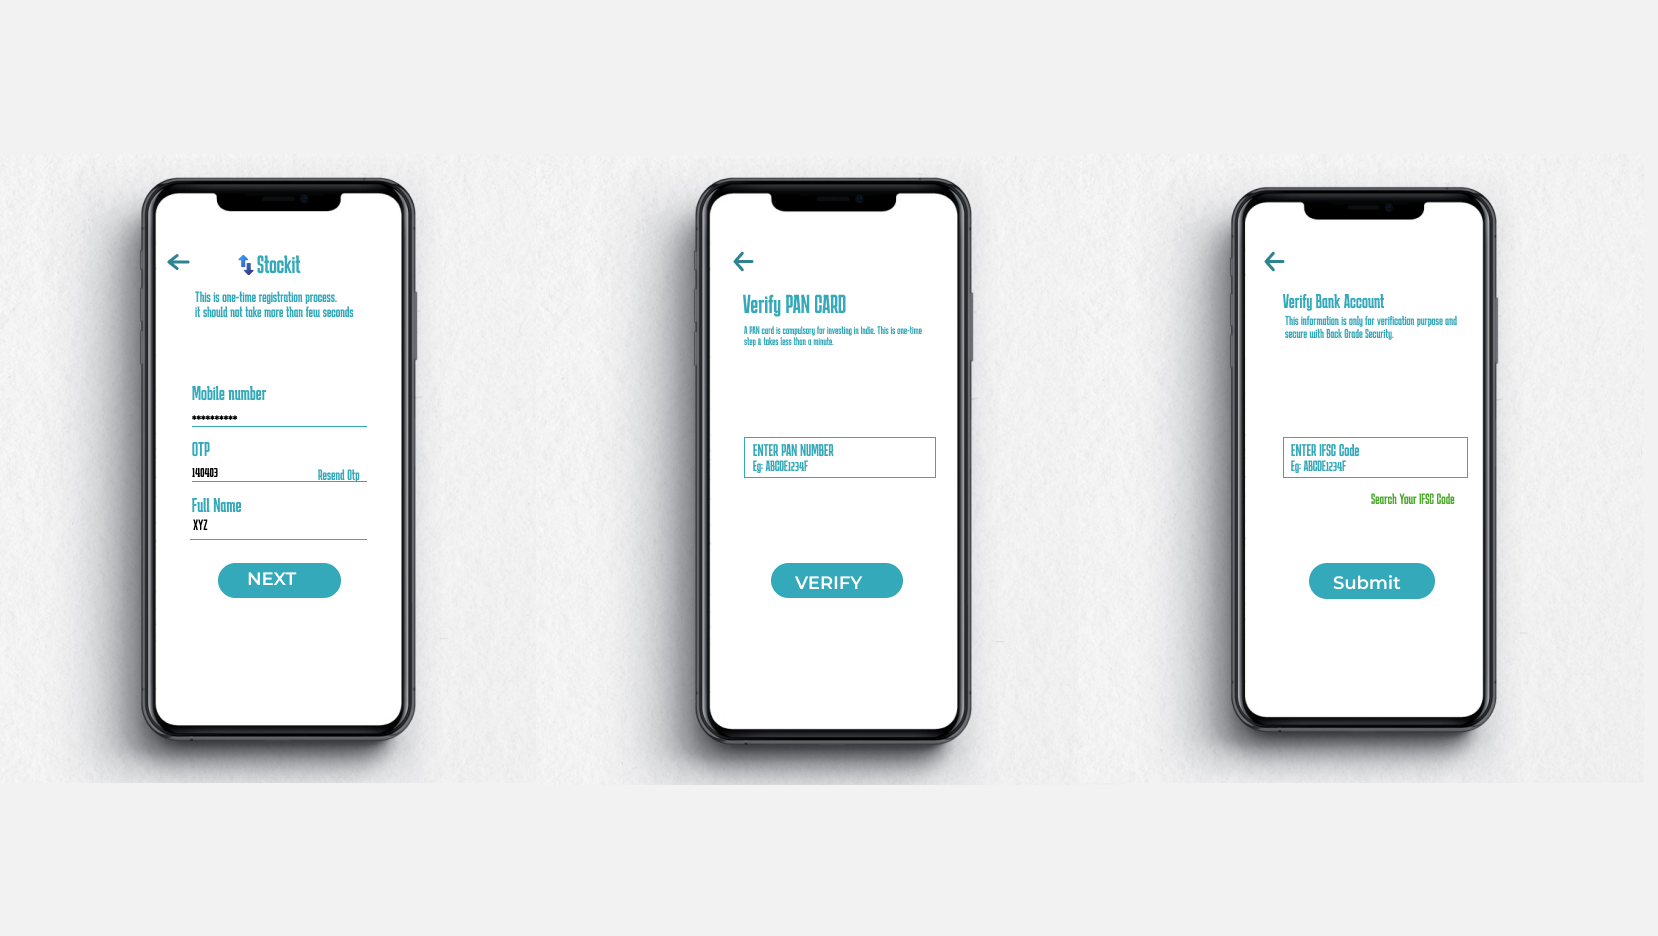 Stockit
This is one-time registration process.
it should not take more than few seconds
Mobile number
**********
OTP
140403
Resend Otp
Full Name
XYZ
NEXT
Verify PAN CARD
A PAN card is compulsory for investing in India. This is one-time
step & takes less than a minute.
ENTER PAN NUMBER
Eg: ABCDE1234F
VERIFY
Verify Bank Account
This information is only for verification purpose and
secure with Back Grade Security.
ENTER IFSC Code
Eg: ABCDE1234F
Search Your IFSC Code
Submit